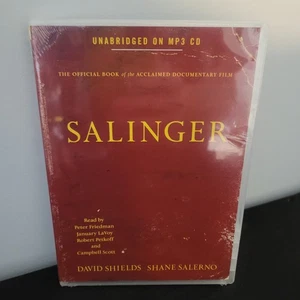 UNABRIDGED ON MP3 CD
THE OFFICIAL BOOK of the ACCLAIMED DOCUMENTARY FILM
SALINGER
Read by
Peter Friedman
January LaVoy
Robert Petkoff
and
Campbell Scott
DAVID SHIELDS SHANE SALERNO